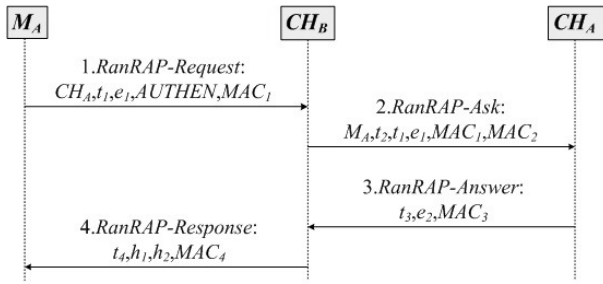 M_A CH_B CH_A
1.RanRAP-Request:
CH_A,t_1,e_1,AUTHEN,MAC_1
2.RanRAP-Ask:
M_A,t_2,t_1,e_1,MAC_1,MAC_2
3.RanRAP-Answer:
t_3,e_2,MAC_3
4.RanRAP-Response:
t_4,h_1,h_2,MAC_4